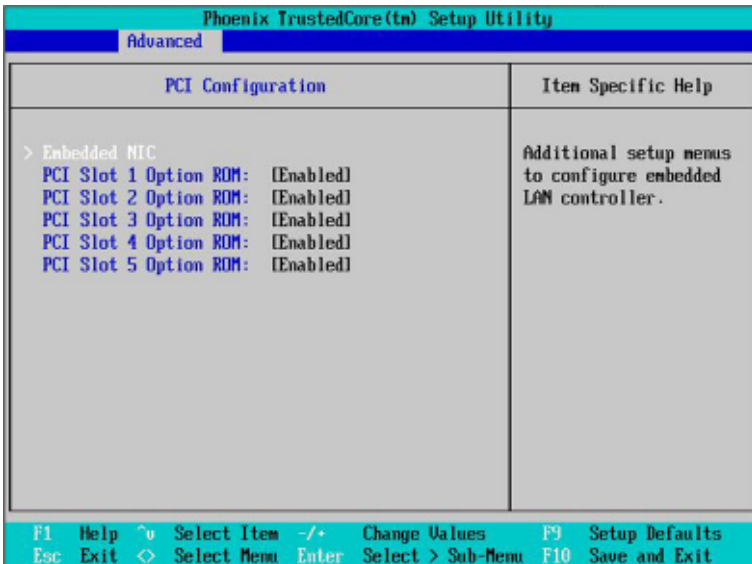 Phoenix TrustedCore(tm) Setup Utility
Advanced
PCI Configuration
Item Specific Help
> Embedded NIC
PCI Slot 1 Option ROM: [Enabled]
PCI Slot 2 Option ROM: [Enabled]
PCI Slot 3 Option ROM: [Enabled]
PCI Slot 4 Option ROM: [Enabled]
PCI Slot 5 Option ROM: [Enabled]
Additional setup menus
to configure embedded
LAN controller.
F1 Help ^v Select Item -/+ Change Values F9 Setup Defaults
Esc Exit <> Select Menu Enter Select > Sub-Menu F10 Save and Exit